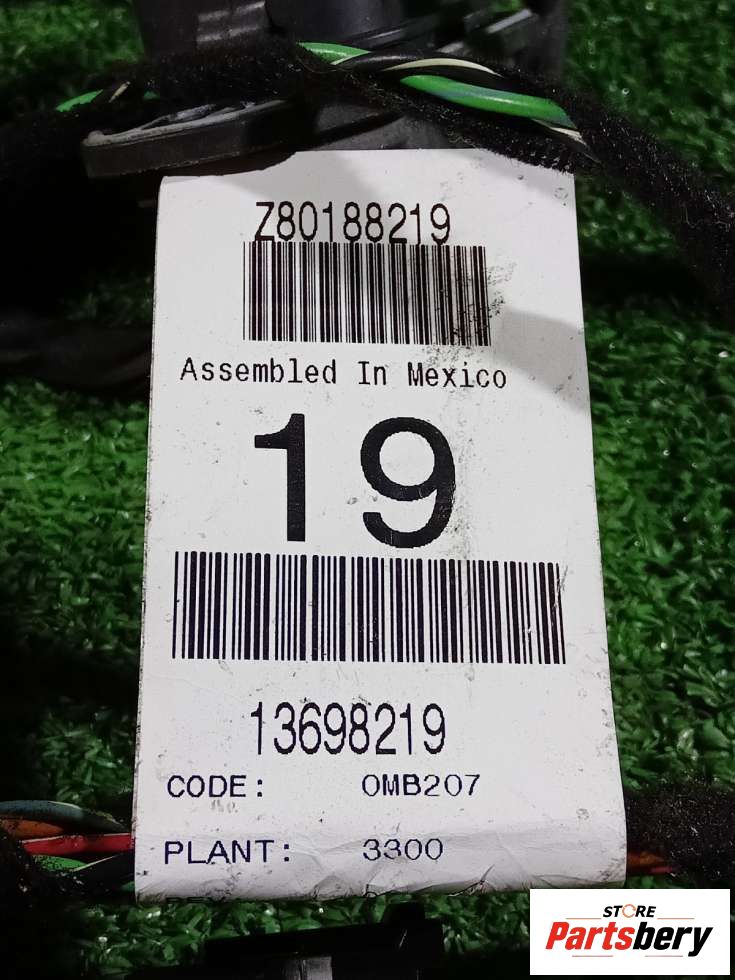 Z80188219
Assembled In Mexico
19
13698219
CODE: OMB207
PLANT: 3300
STORE
Partsbery